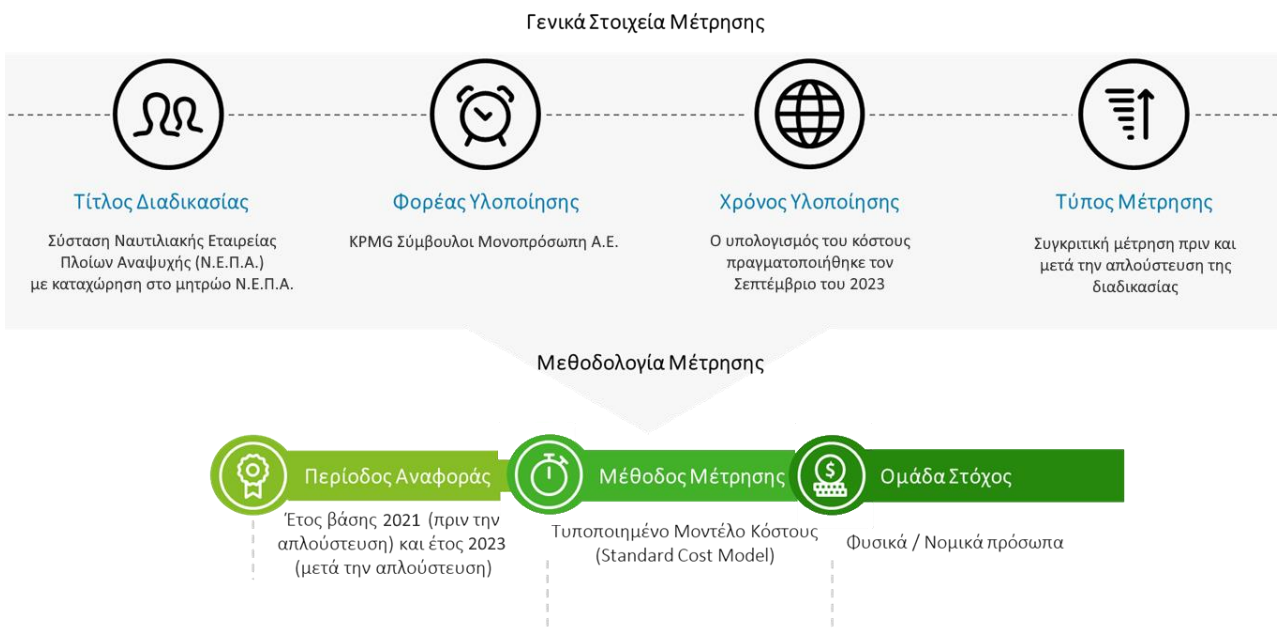 Γενικά Στοιχεία Μέτρησης
Τίτλος Διαδικασίας
Σύσταση Ναυτιλιακής Εταιρείας
Πλοίων Αναψυχής (Ν.Ε.Π.Α.)
με καταχώρηση στο μητρώο Ν.Ε.Π.Α.
Φορέας Υλοποίησης
KPMG Σύμβουλοι Μονοπρόσωπη Α.Ε.
Χρόνος Υλοποίησης
Ο υπολογισμός του κόστους
πραγματοποιήθηκε τον
Σεπτέμβριο του 2023
Τύπος Μέτρησης
Συγκριτική μέτρηση πριν και
μετά την απλούστευση της
διαδικασίας
Μεθοδολογία Μέτρησης
Περίοδος Αναφοράς
Έτος βάσης 2021 (πριν την
απλούστευση) και έτος 2023
(μετά την απλούστευση)
Μέθοδος Μέτρησης
Τυποποιημένο Μοντέλο Κόστους
(Standard Cost Model)
$
Ομάδα Στόχος
Φυσικά / Νομικά πρόσωπα